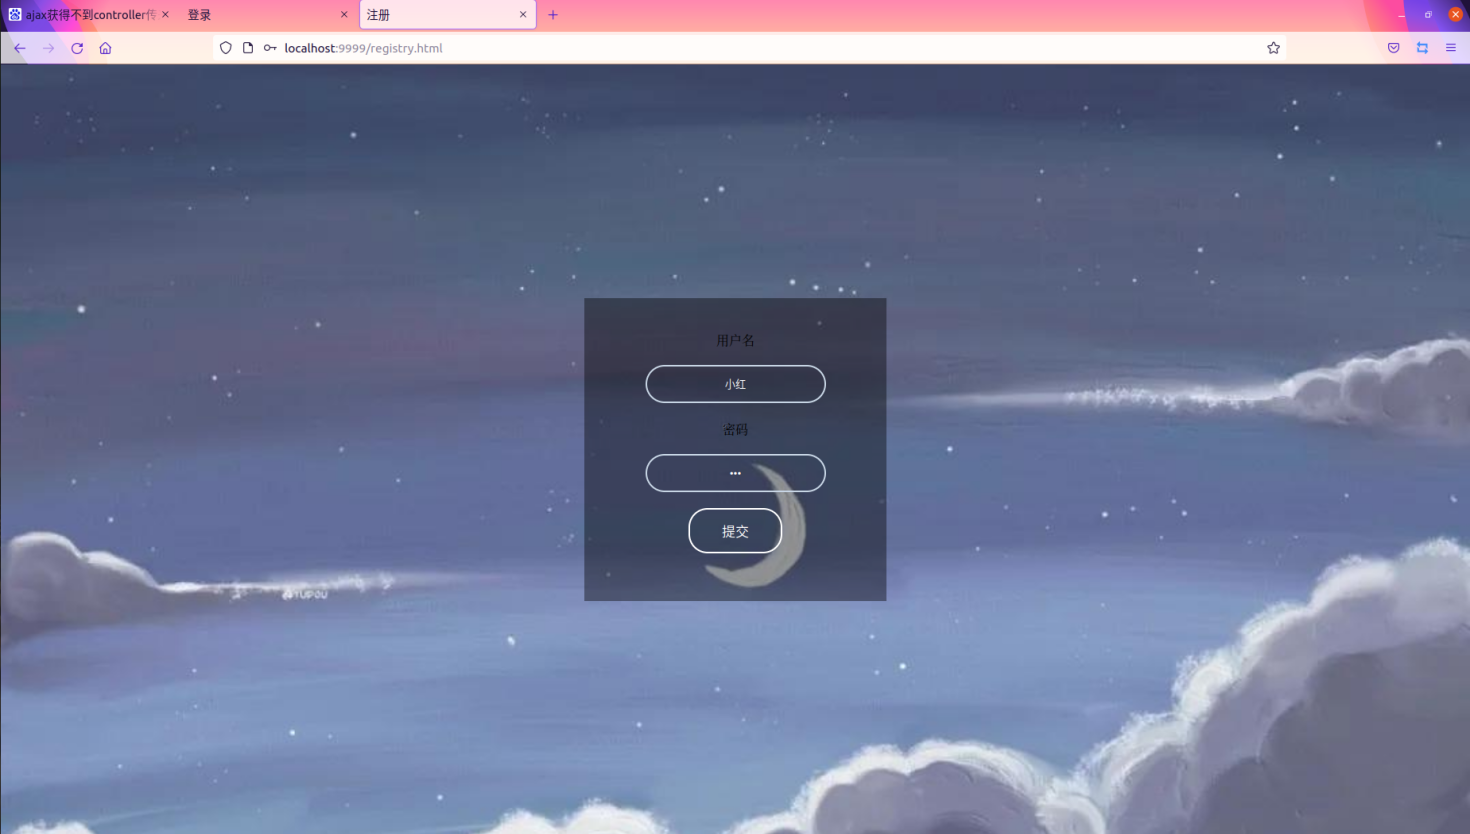 ajax获得不到controller传
登录
注册
localhost:9999/registry.html
用户名
小红
密码
•••
提交
YUPOU